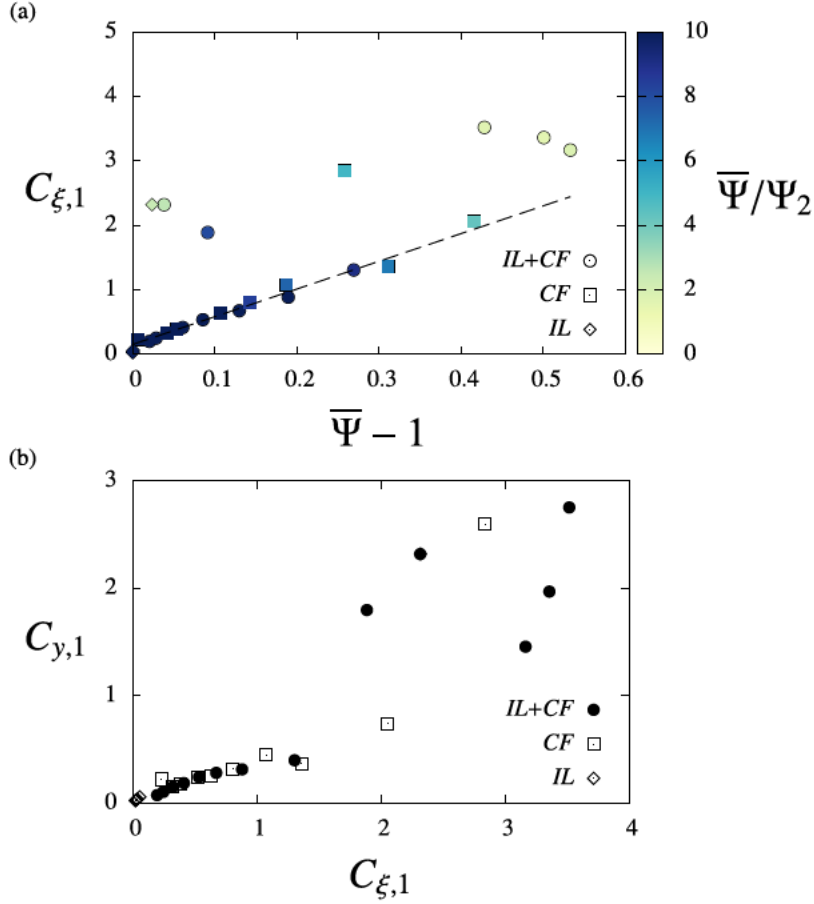 (a)
5
4
3
2
1
0
C_{ξ,1}
0 0.1 0.2 0.3 0.4 0.5 0.6
\overline{Ψ} − 1
IL+CF
CF
IL
10
8
6
4
2
0
\overline{Ψ}/Ψ_2
(b)
3
2
1
0
C_{y,1}
0 1 2 3 4
C_{ξ,1}
IL+CF
CF
IL